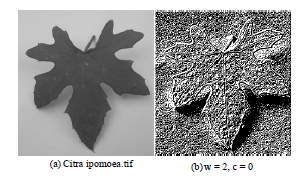 (a) Citra ipomoea.tif
(b) w = 2, c = 0